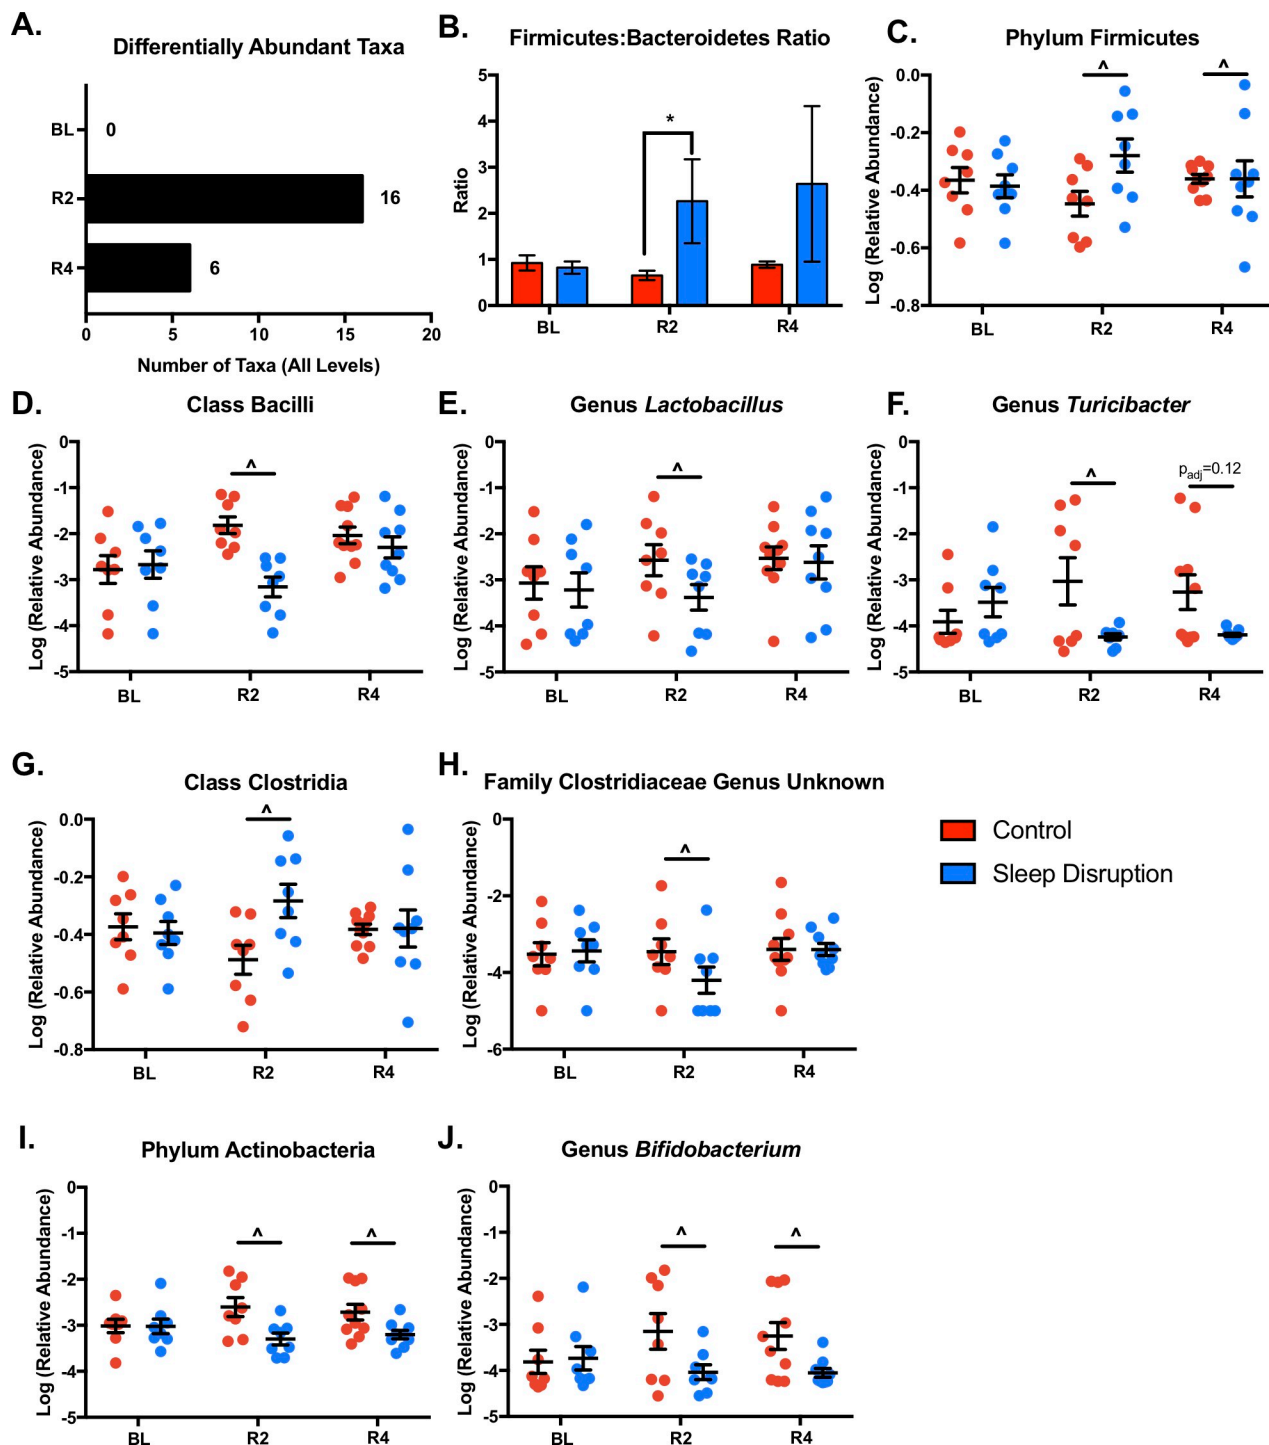 A.
Differentially Abundant Taxa
BL
0
R2
16
R4
6
0 5 10 15 20
Number of Taxa (All Levels)
B.
Firmicutes:Bacteroidetes Ratio
Ratio
5
4
3
2
1
0
*
BL R2 R4
C.
Phylum Firmicutes
Log (Relative Abundance)
0.0
-0.2
-0.4
-0.6
-0.8
^ ^
BL R2 R4
D.
Class Bacilli
Log (Relative Abundance)
0
-1
-2
-3
-4
-5
^
BL R2 R4
E.
Genus Lactobacillus
Log (Relative Abundance)
0
-1
-2
-3
-4
-5
^
BL R2 R4
F.
Genus Turicibacter
Log (Relative Abundance)
0
-1
-2
-3
-4
-5
^
padj=0.12
BL R2 R4
G.
Class Clostridia
Log (Relative Abundance)
0.0
-0.2
-0.4
-0.6
-0.8
^
BL R2 R4
H.
Family Clostridiaceae Genus Unknown
Log (Relative Abundance)
0
-2
-4
-6
^
BL R2 R4
Control
Sleep Disruption
I.
Phylum Actinobacteria
Log (Relative Abundance)
0
-1
-2
-3
-4
-5
^ ^
BL R2 R4
J.
Genus Bifidobacterium
Log (Relative Abundance)
0
-1
-2
-3
-4
-5
^ ^
BL R2 R4